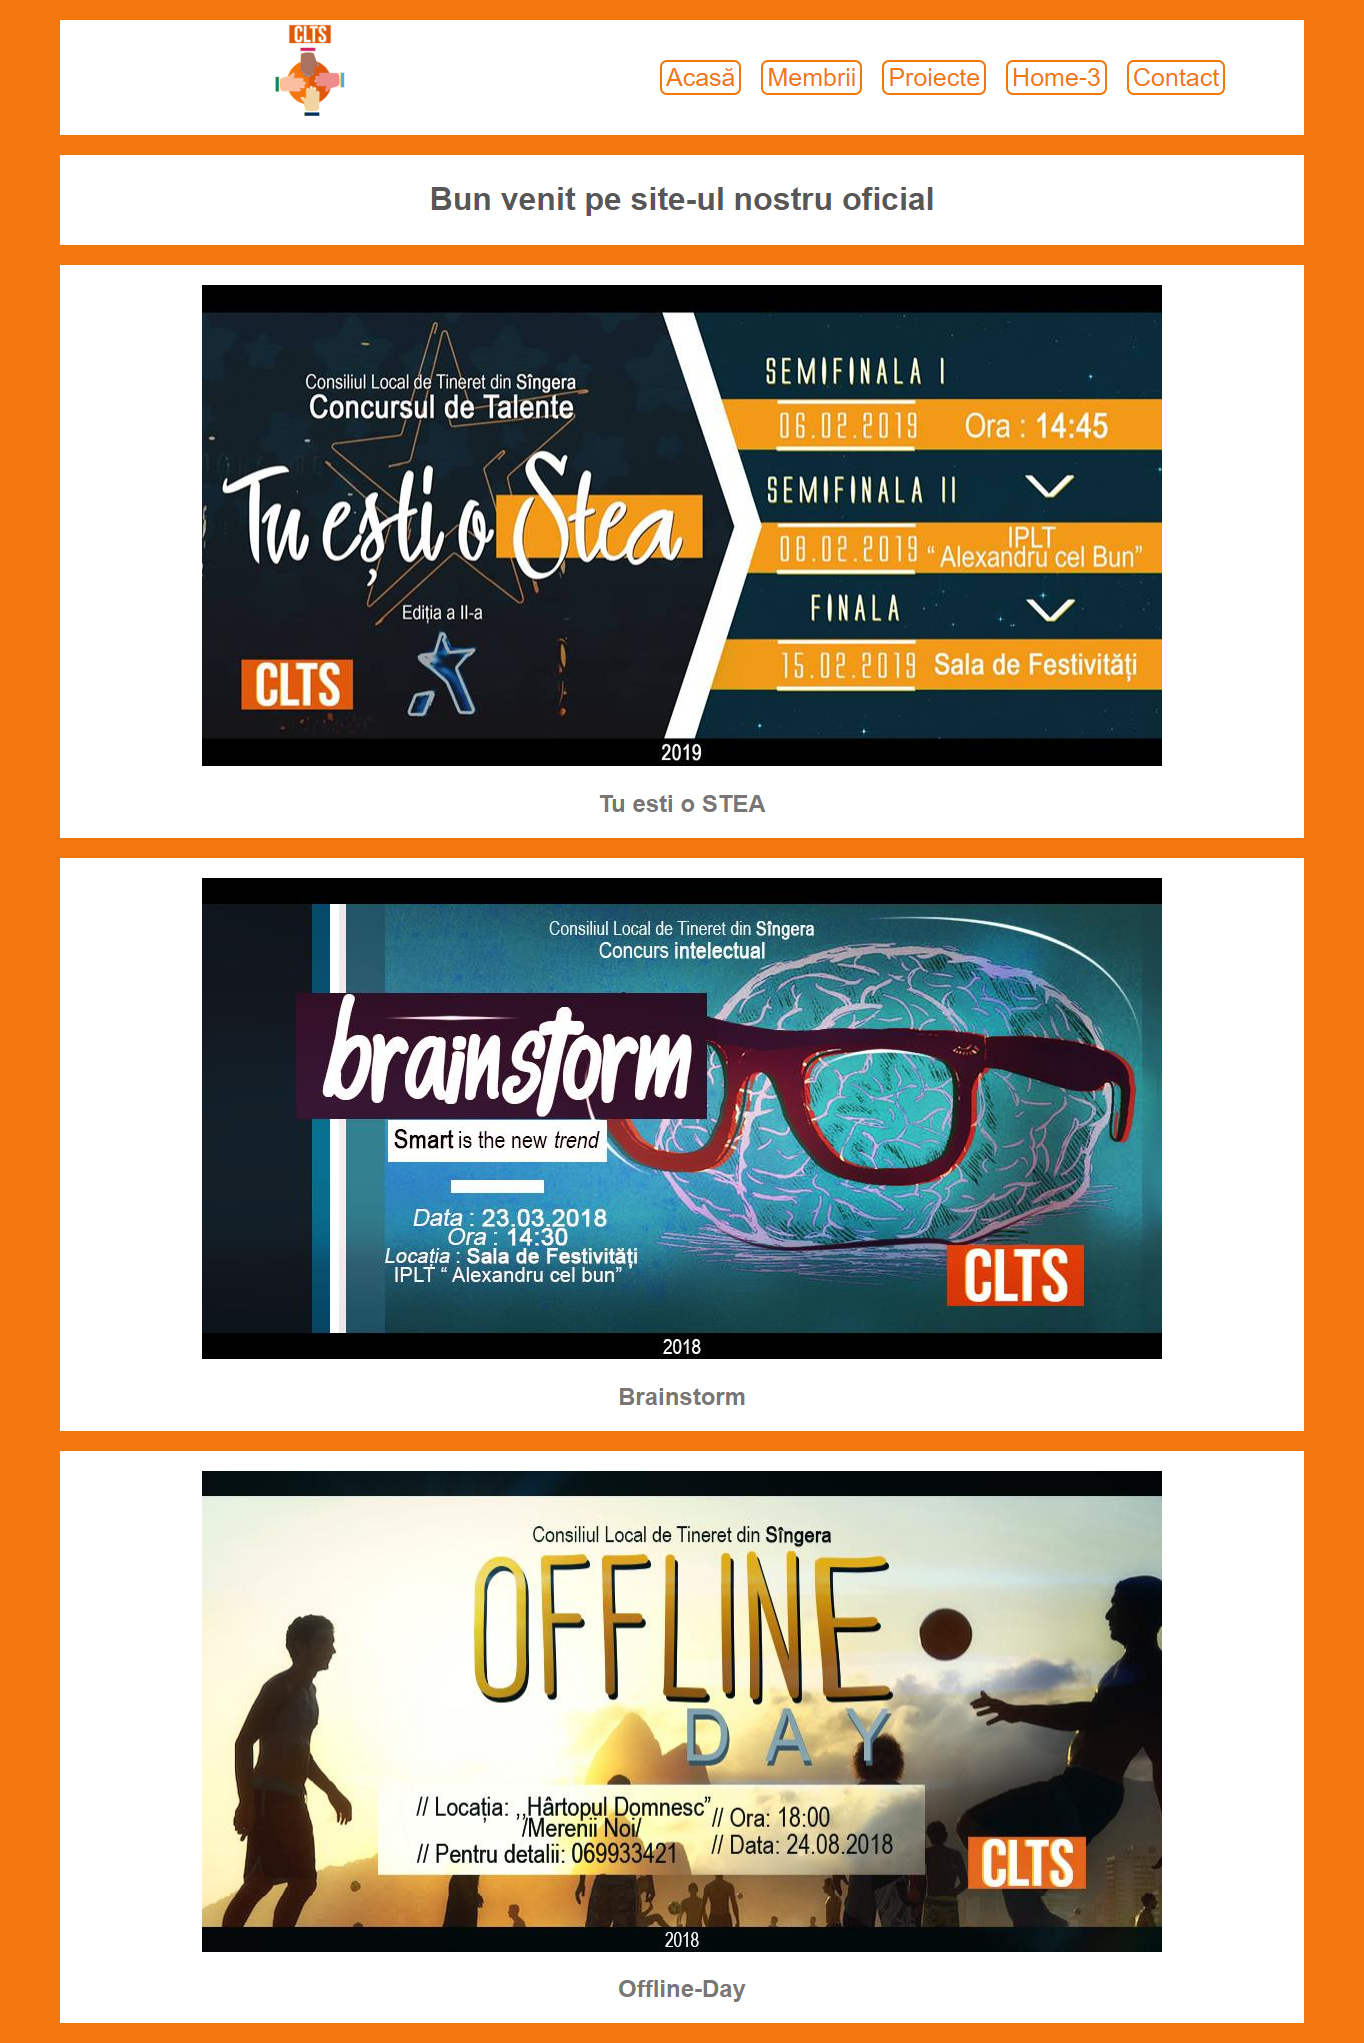 CLTS
Acasă Membrii Proiecte Home-3 Contact
Bun venit pe site-ul nostru oficial
Consiliul Local de Tineret din Sîngera
Concursul de Talente
Tu ești o Stea
Ediția a II-a
CLTS
SEMIFINALA I
06.02.2019 Ora : 14:45
SEMIFINALA II
08.02.2019 IPLT
“ Alexandru cel Bun”
FINALA
15.02.2019 Sala de Festivități
2019
Tu esti o STEA
Consiliul Local de Tineret din Sîngera
Concurs intelectual
brainstorm
Smart is the new trend
Data : 23.03.2018
Ora : 14:30
Locația : Sala de Festivități
IPLT “ Alexandru cel bun”
CLTS
2018
Brainstorm
Consiliul Local de Tineret din Sîngera
OFFLINE
DAY
// Locația: ,,Hârtopul Domnesc”
/Merenii Noi/
// Pentru detalii: 069933421
// Ora: 18:00
// Data: 24.08.2018
CLTS
2018
Offline-Day